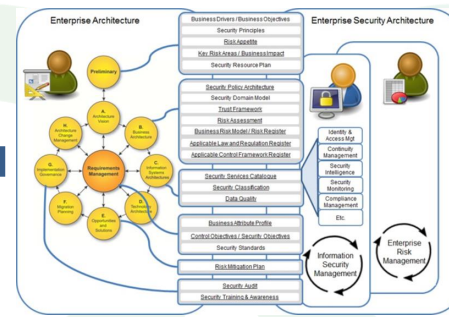 Enterprise Architecture
Enterprise Security Architecture
Preliminary
A.
Architecture
Vision
B.
Business
Architecture
C.
Information
Systems
Architectures
D.
Technology
Architecture
E.
Opportunities
and
Solutions
F.
Migration
Planning
G.
Implementation
Governance
H.
Architecture
Change
Management
Requirements
Management
Business Drivers / Business Objectives
Security Principles
Risk Appetite
Key Risk Areas / Business Impact
Security Resource Plan
Security Policy Architecture
Security Domain Model
Trust Framework
Risk Assessment
Business Risk Model / Risk Register
Applicable Law and Regulation Register
Applicable Control Framework Register
Security Services Catalogue
Security Classification
Data Quality
Business Attribute Profile
Control Objectives / Security Objectives
Security Standards
Risk Mitigation Plan
Security Audit
Security Training & Awareness
Identity &
Access Mgt
Continuity
Management
Security
Intelligence
Security
Monitoring
Compliance
Management
Etc.
Information
Security
Management
Enterprise
Risk
Management